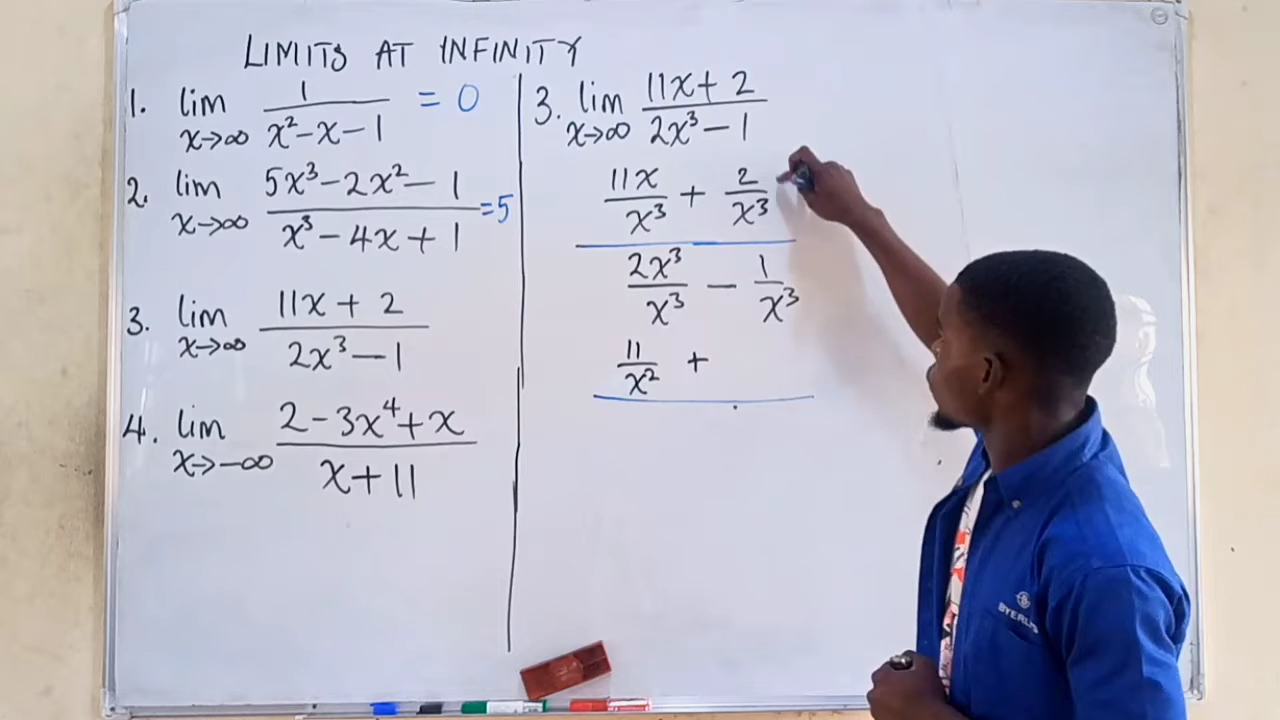 LIMITS AT INFINITY
1. lim x→∞ 1/(x² - x - 1) = 0
2. lim x→∞ (5x³ - 2x² - 1)/(x³ - 4x + 1) = 5
3. lim x→∞ (11x + 2)/(2x³ - 1)
4. lim x→-∞ (2 - 3x⁴ + x)/(x + 11)
3. lim x→∞ (11x + 2)/(2x³ - 1)
11x/x³ + 2/x³
2x³/x³ - 1/x³
11/x² +